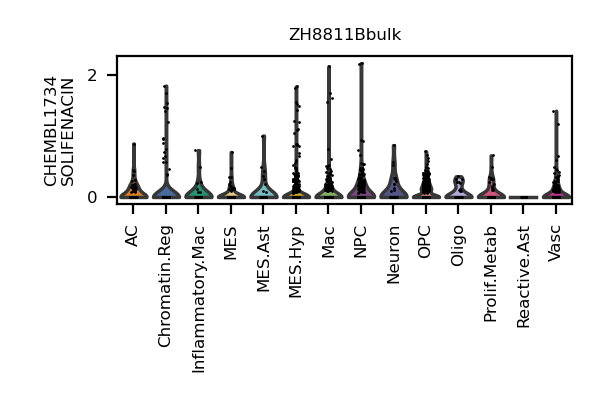 ZH8811Bbulk
CHEMBL1734
SOLIFENACIN
2
0
AC
Chromatin.Reg
Inflammatory.Mac
MES
MES.Ast
MES.Hyp
Mac
NPC
Neuron
OPC
Oligo
Prolif.Metab
Reactive.Ast
Vasc